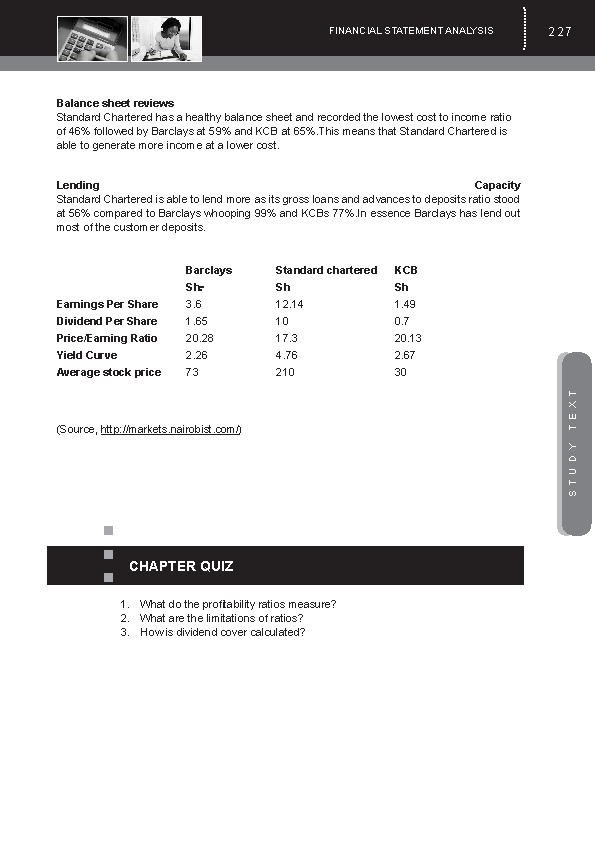 FINANCIAL STATEMENT ANALYSIS 227
Balance sheet reviews
Standard Chartered has a healthy balance sheet and recorded the lowest cost to income ratio
of 46% followed by Barclays at 59% and KCB at 65%.This means that Standard Chartered is
able to generate more income at a lower cost.
Lending Capacity
Standard Chartered is able to lend more as its gross loans and advances to deposits ratio stood
at 56% compared to Barclays whooping 99% and KCBs 77%.In essence Barclays has lend out
most of the customer deposits.
Barclays Standard chartered KCB
Sh- Sh Sh
Earnings Per Share 3.6 12.14 1.49
Dividend Per Share 1.65 10 0.7
Price/Earning Ratio 20.28 17.3 20.13
Yield Curve 2.26 4.76 2.67
Average stock price 73 210 30
(Source, http://markets.nairobist.com/)
STUDY TEXT
CHAPTER QUIZ
1. What do the profitability ratios measure?
2. What are the limitations of ratios?
3. How is dividend cover calculated?